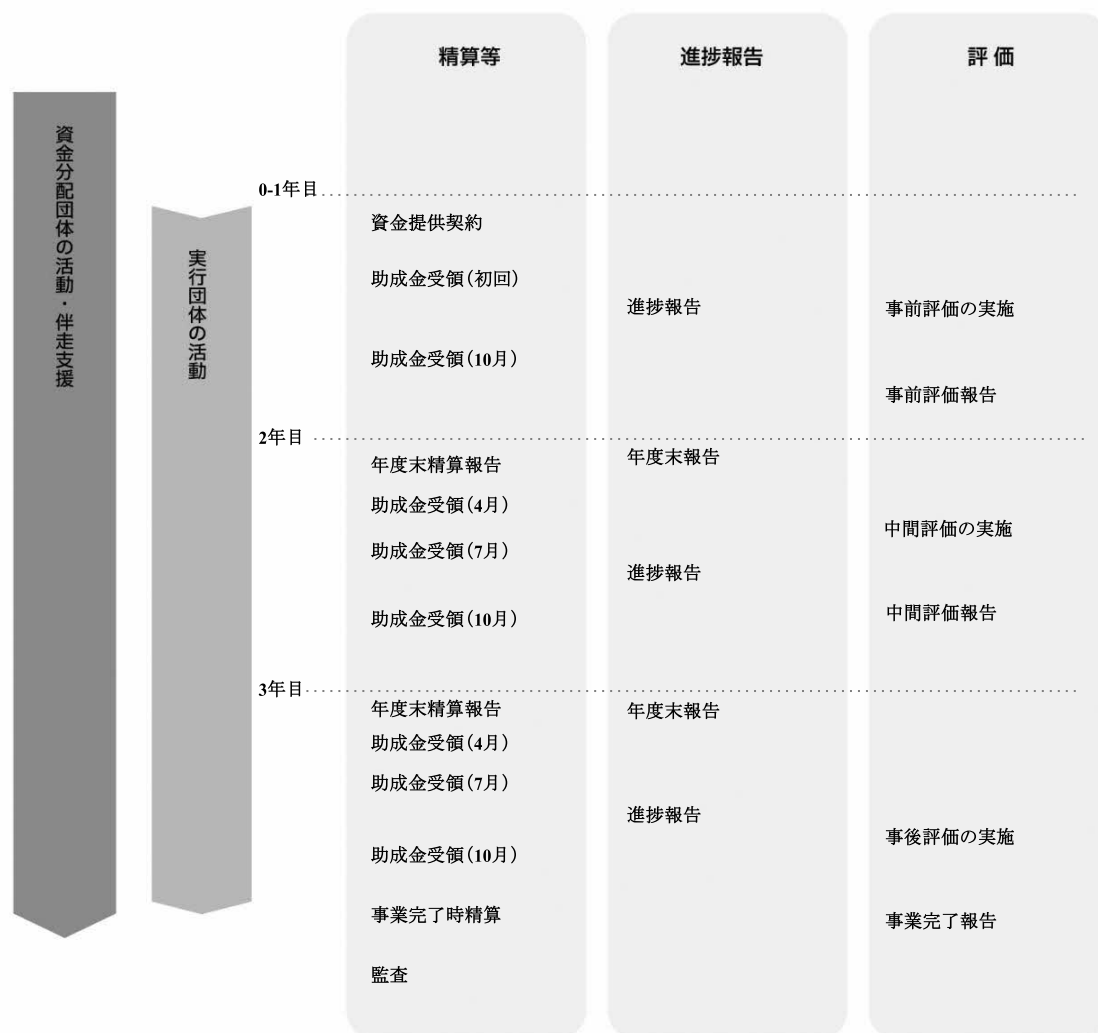 精算等
進捗報告
評価
資金分配団体の活動・伴走支援
実行団体の活動
0-1年目
資金提供契約
助成金受領(初回)
進捗報告
事前評価の実施
助成金受領(10月)
事前評価報告
2年目
年度末精算報告
年度末報告
助成金受領(4月)
中間評価の実施
助成金受領(7月)
進捗報告
助成金受領(10月)
中間評価報告
3年目
年度末精算報告
年度末報告
助成金受領(4月)
助成金受領(7月)
進捗報告
事後評価の実施
助成金受領(10月)
事業完了時精算
事業完了報告
監査